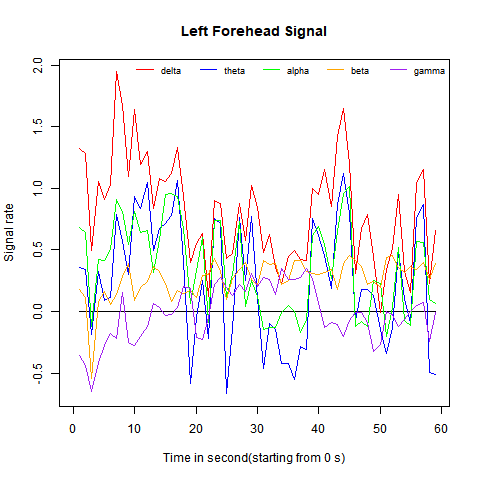 Left Forehead Signal
delta theta alpha beta gamma
Signal rate
2.0
1.5
1.0
0.5
0.0
-0.5
0 10 20 30 40 50 60
Time in second(starting from 0 s)